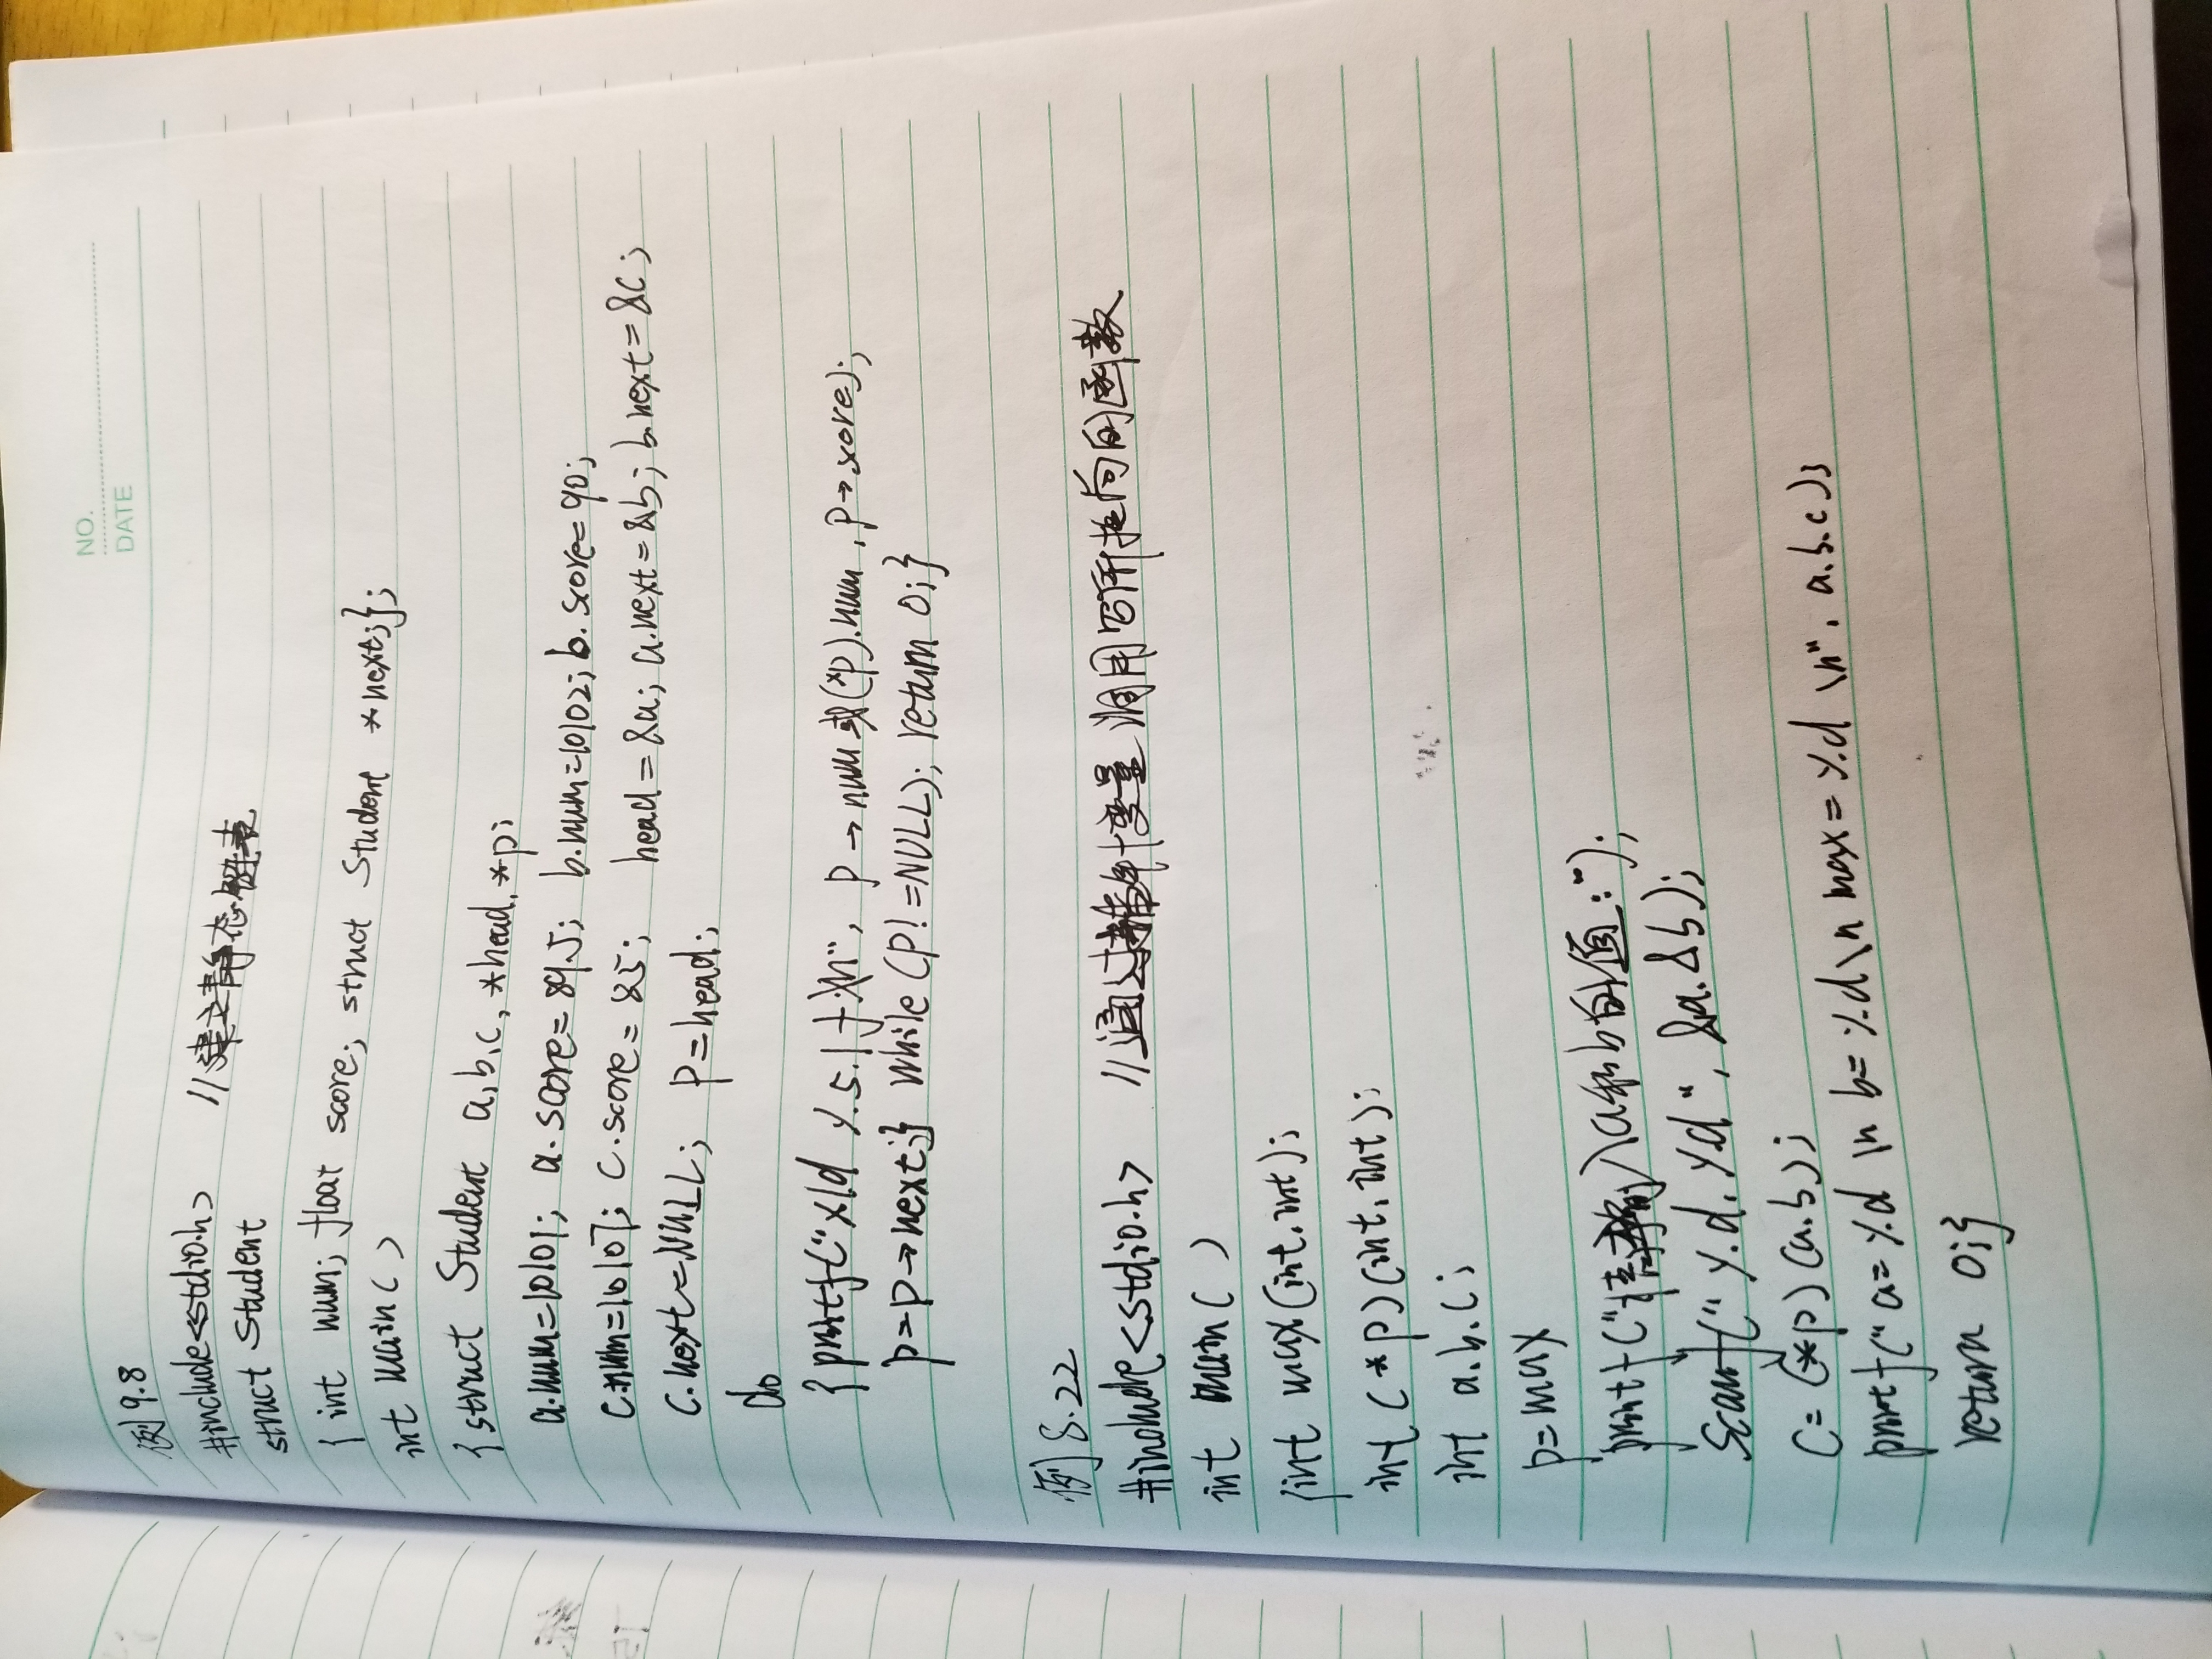 NO.
DATE
例9.8
#include<stdio.h> //建立静态链表
struct Student
{ int num; float score; struct Student *next;};
int main( )
{struct Student a,b,c, *head, *p;
a.num=10101; a.score=89.5; b.num=10102; b.score=90;
c.num=10107; c.score=85; head=&a; a.next=&b; b.next=&c;
c.next=NULL; p=head;
do
{printf("%ld %5.1f\n", p→num或(*p).num, p→score);
p=p→next;} while(p!=NULL); return 0;}
例8.22
#include<stdio.h> //通过指针变量调用它所指向的函数
int main( )
{int max(int,int);
int (*p)(int,int);
int a,b,c;
p=max
printf("请输入a和b的值:");
scanf("%d,%d", &a,&b);
c=(*p)(a,b);
printf("a=%d \n b=%d\n max=%d \n", a,b,c);
return 0;}